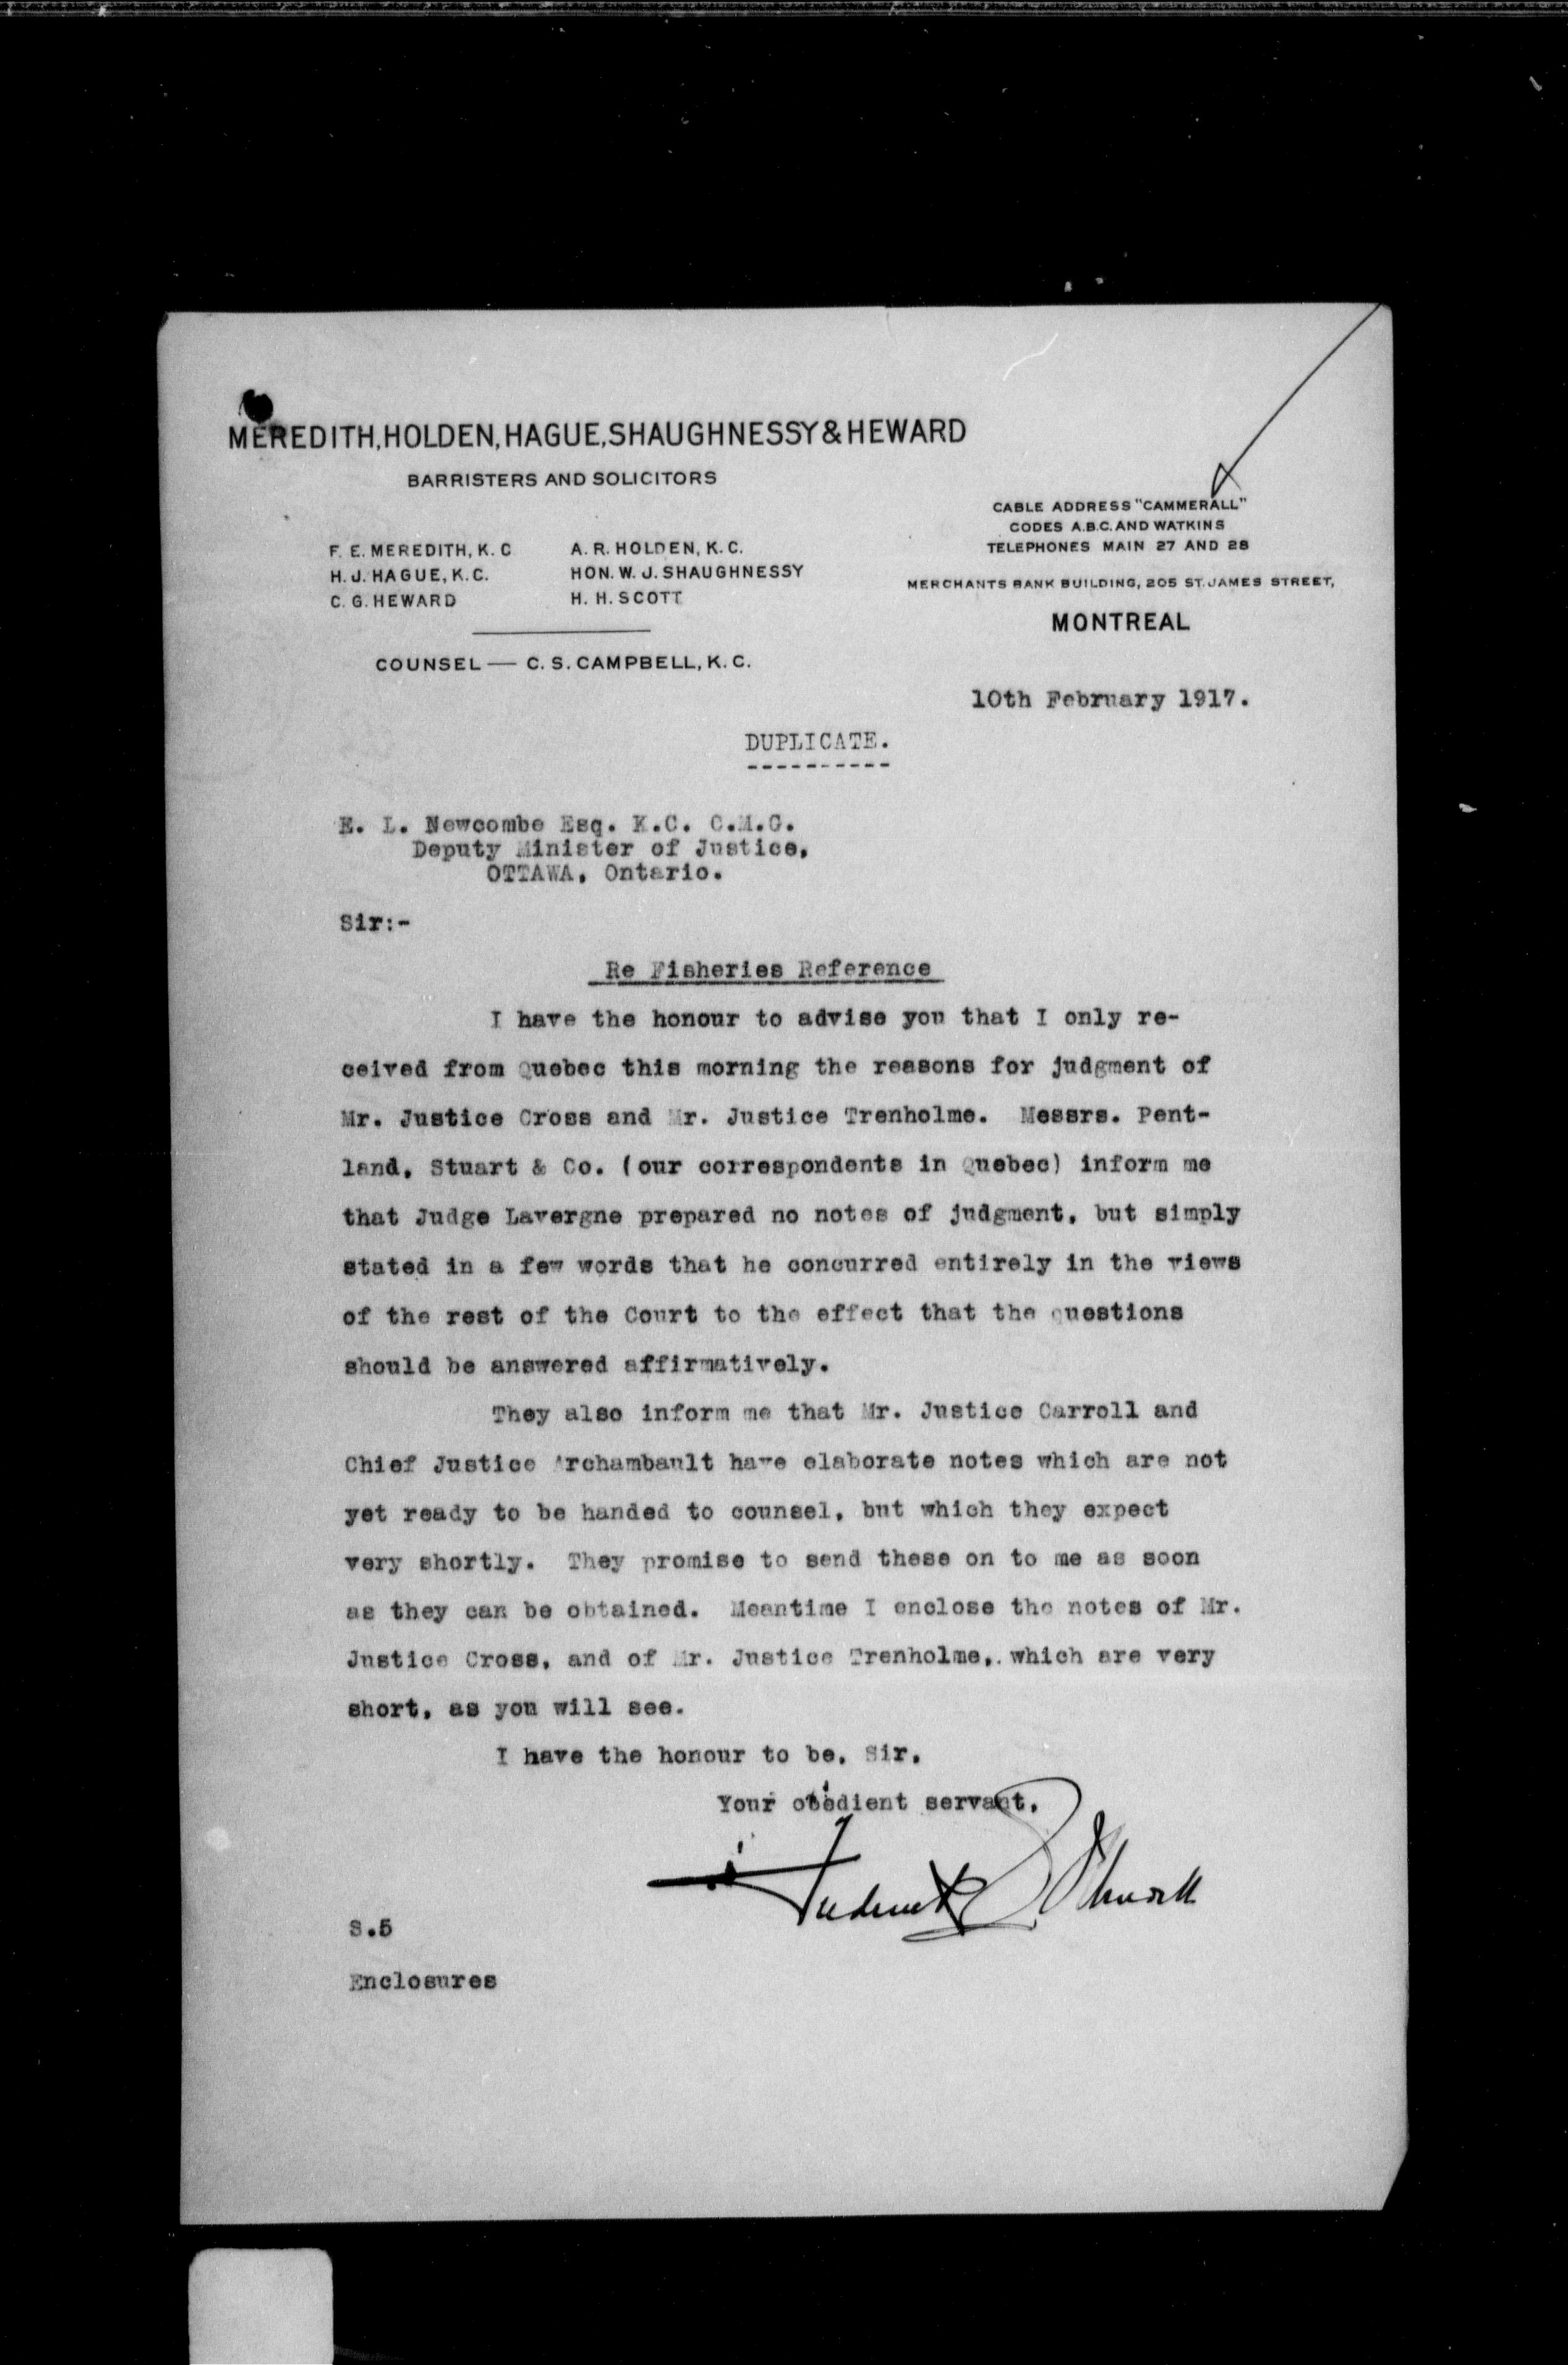 MEREDITH, HOLDEN, HAGUE, SHAUGHNESSY & HEWARD
BARRISTERS AND SOLICITORS
F. E. MEREDITH, K. C
A. R. HOLDEN, K. C.
H. J. HAGUE, K. C.
HON. W. J. SHAUGHNESSY
C. G. HEWARD
H. H. SCOTT
COUNSEL — C. S. CAMPBELL, K. C.
CABLE ADDRESS "CAMMERALL"
CODES A.B.C. AND WATKINS
TELEPHONES MAIN 27 AND 28
MERCHANTS BANK BUILDING, 205 ST. JAMES STREET,
MONTREAL
10th February 1917.
DUPLICATE.
----------
E. L. Newcombe Esq. K.C. C.M.G.
Deputy Minister of Justice,
OTTAWA, Ontario.
Sir:-
Re Fisheries Reference
I have the honour to advise you that I only re-
ceived from Quebec this morning the reasons for judgment of
Mr. Justice Cross and Mr. Justice Trenholme. Messrs. Pent-
land, Stuart & Co. (our correspondents in Quebec) inform me
that Judge Lavergne prepared no notes of judgment, but simply
stated in a few words that he concurred entirely in the views
of the rest of the Court to the effect that the questions
should be answered affirmatively.
They also inform me that Mr. Justice Carroll and
Chief Justice Archambault have elaborate notes which are not
yet ready to be handed to counsel, but which they expect
very shortly. They promise to send these on to me as soon
as they can be obtained. Meantime I enclose the notes of Mr.
Justice Cross, and of Mr. Justice Trenholme,. which are very
short, as you will see.
I have the honour to be, Sir,
Your obedient servant,
S.5
Enclosures